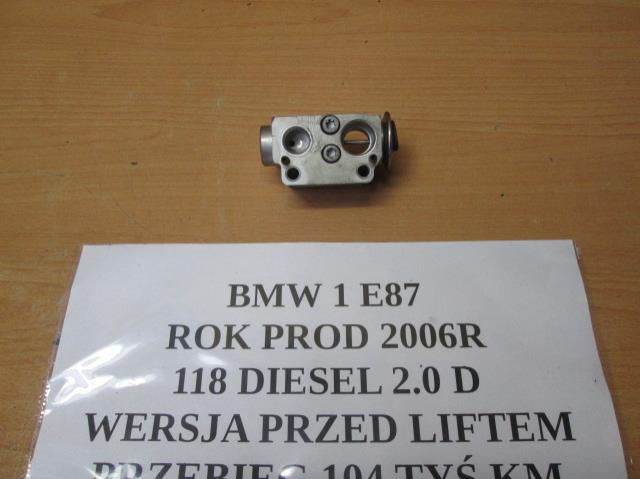 BMW 1 E87
ROK PROD 2006R
118 DIESEL 2.0 D
WERSJA PRZED LIFTEM
PRZEBIEG 104 TYŚ KM